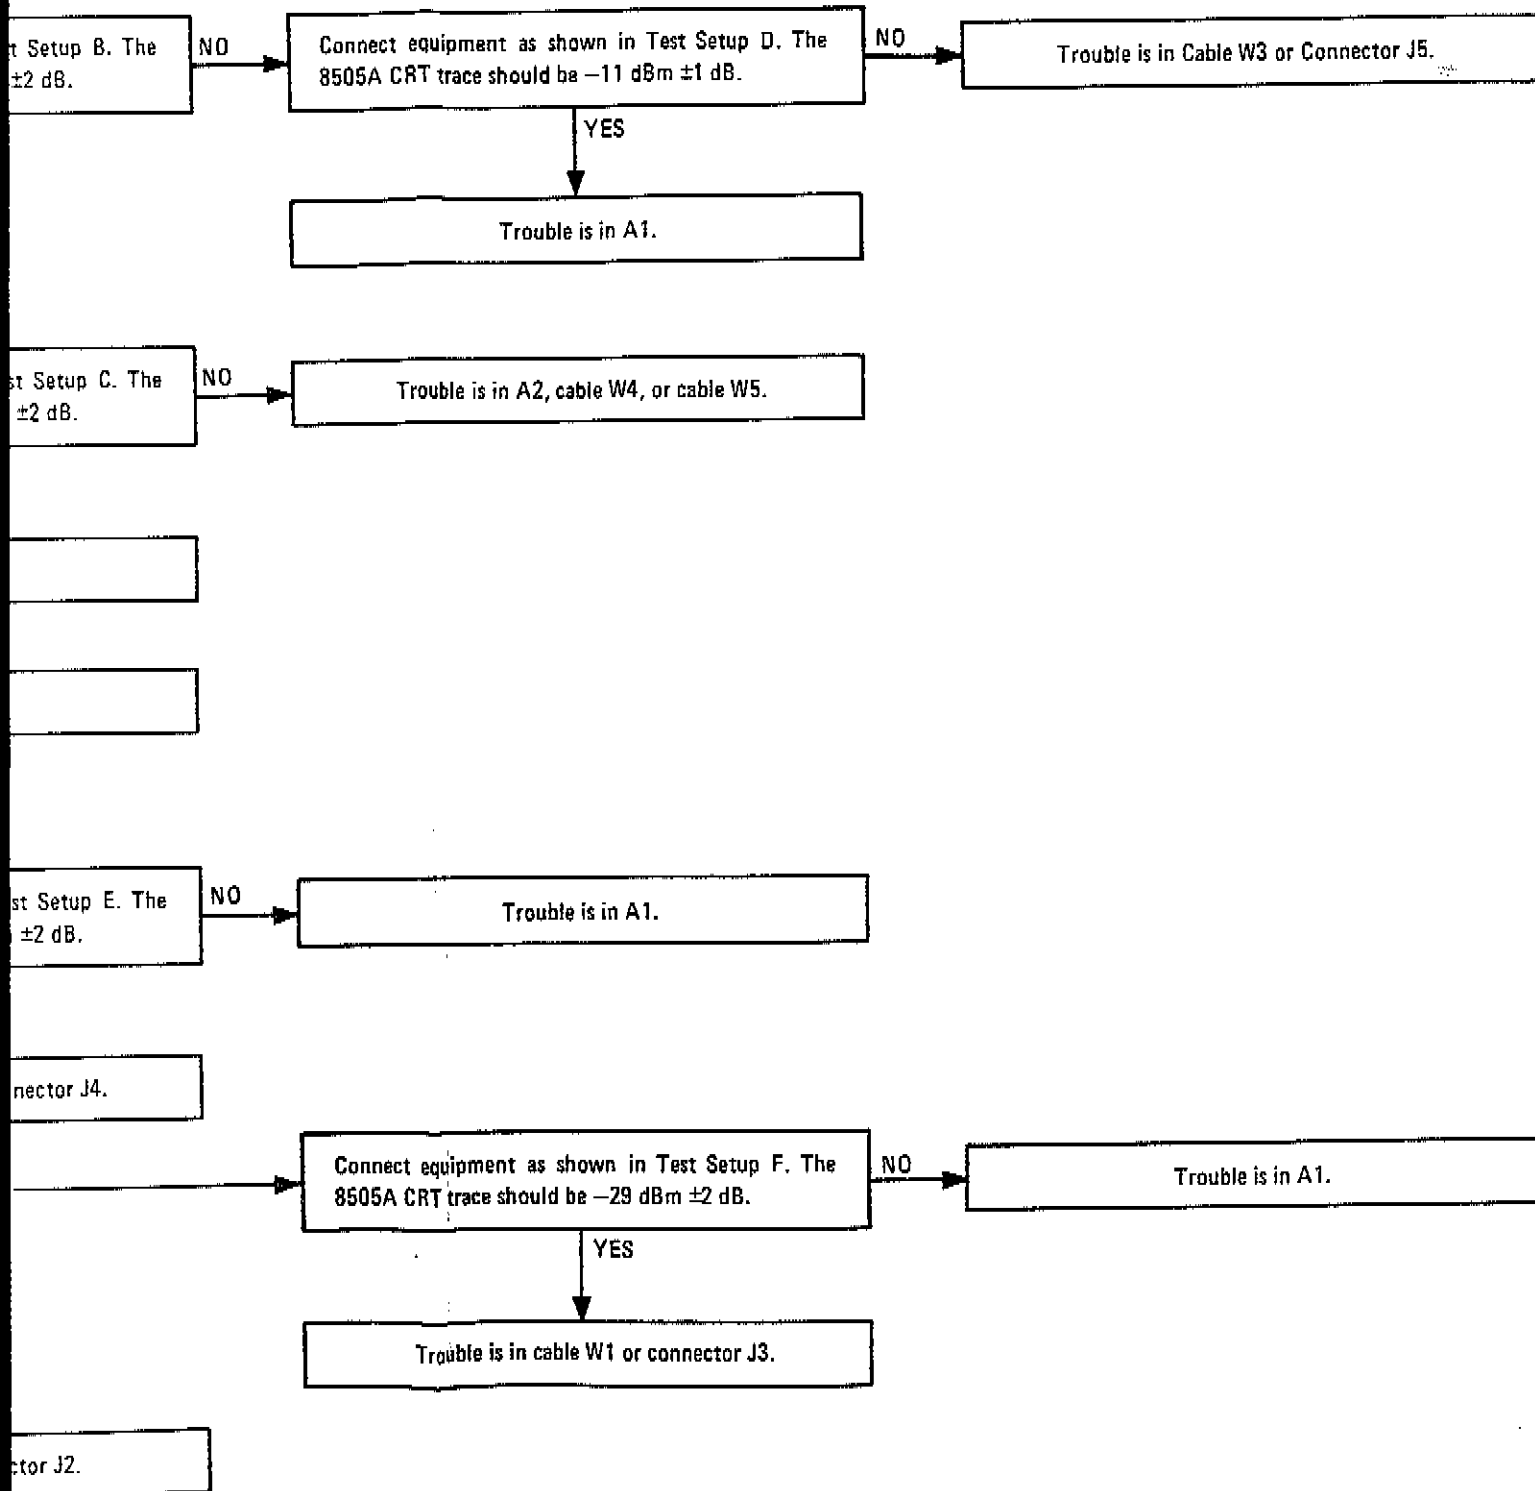 t Setup B. The
±2 dB.
NO
Connect equipment as shown in Test Setup D. The
8505A CRT trace should be −11 dBm ±1 dB.
NO
Trouble is in Cable W3 or Connector J5.
YES
Trouble is in A1.
st Setup C. The
±2 dB.
NO
Trouble is in A2, cable W4, or cable W5.
st Setup E. The
±2 dB.
NO
Trouble is in A1.
nector J4.
Connect equipment as shown in Test Setup F. The
8505A CRT trace should be −29 dBm ±2 dB.
NO
Trouble is in A1.
YES
Trouble is in cable W1 or connector J3.
ctor J2.